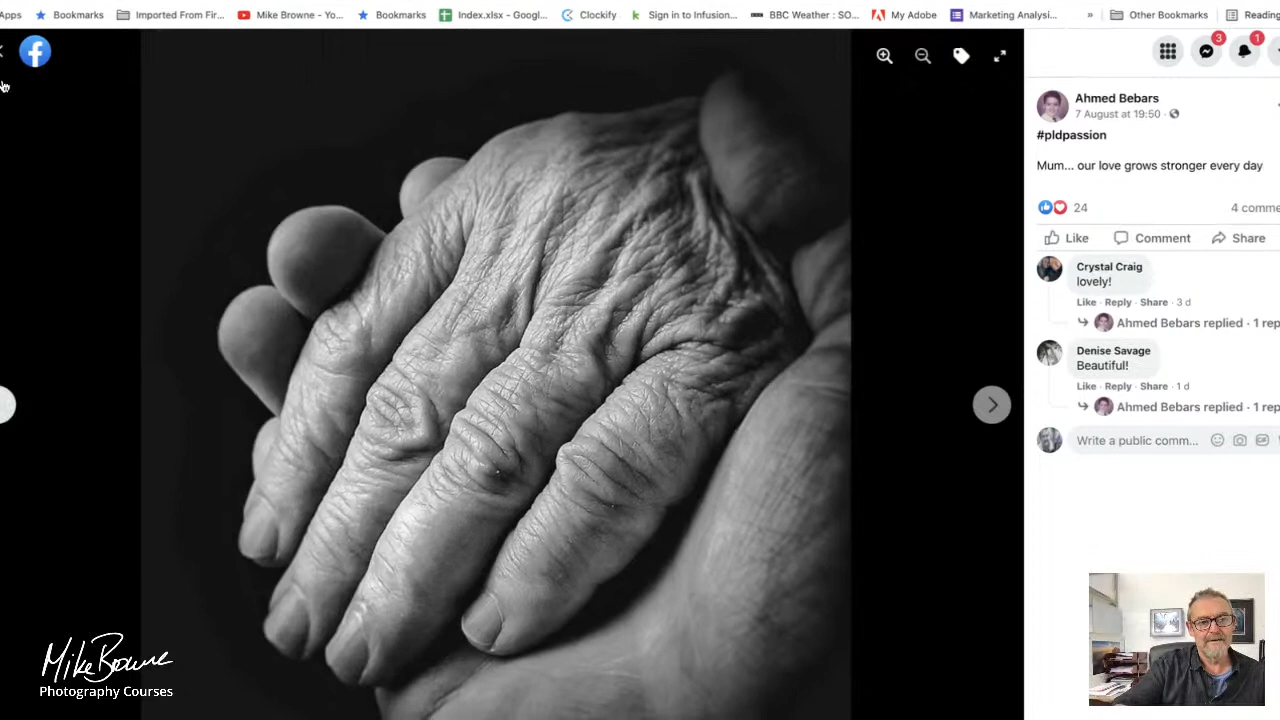 Apps
Bookmarks
Imported From Fir...
Mike Browne - Yo...
Bookmarks
Index.xlsx - Googl...
Clockify
Sign in to Infusion...
BBC Weather : SO...
My Adobe
Marketing Analysi...
»
Other Bookmarks
Reading
3
1
Ahmed Bebars
7 August at 19:50 ·
#pldpassion
Mum... our love grows stronger every day
24
4 comme
Like
Comment
Share
Crystal Craig
lovely!
Like · Reply · Share · 3 d
Ahmed Bebars replied · 1 rep
Denise Savage
Beautiful!
Like · Reply · Share · 1 d
Ahmed Bebars replied · 1 rep
Write a public comm...
GIF
Mike Browne
Photography Courses